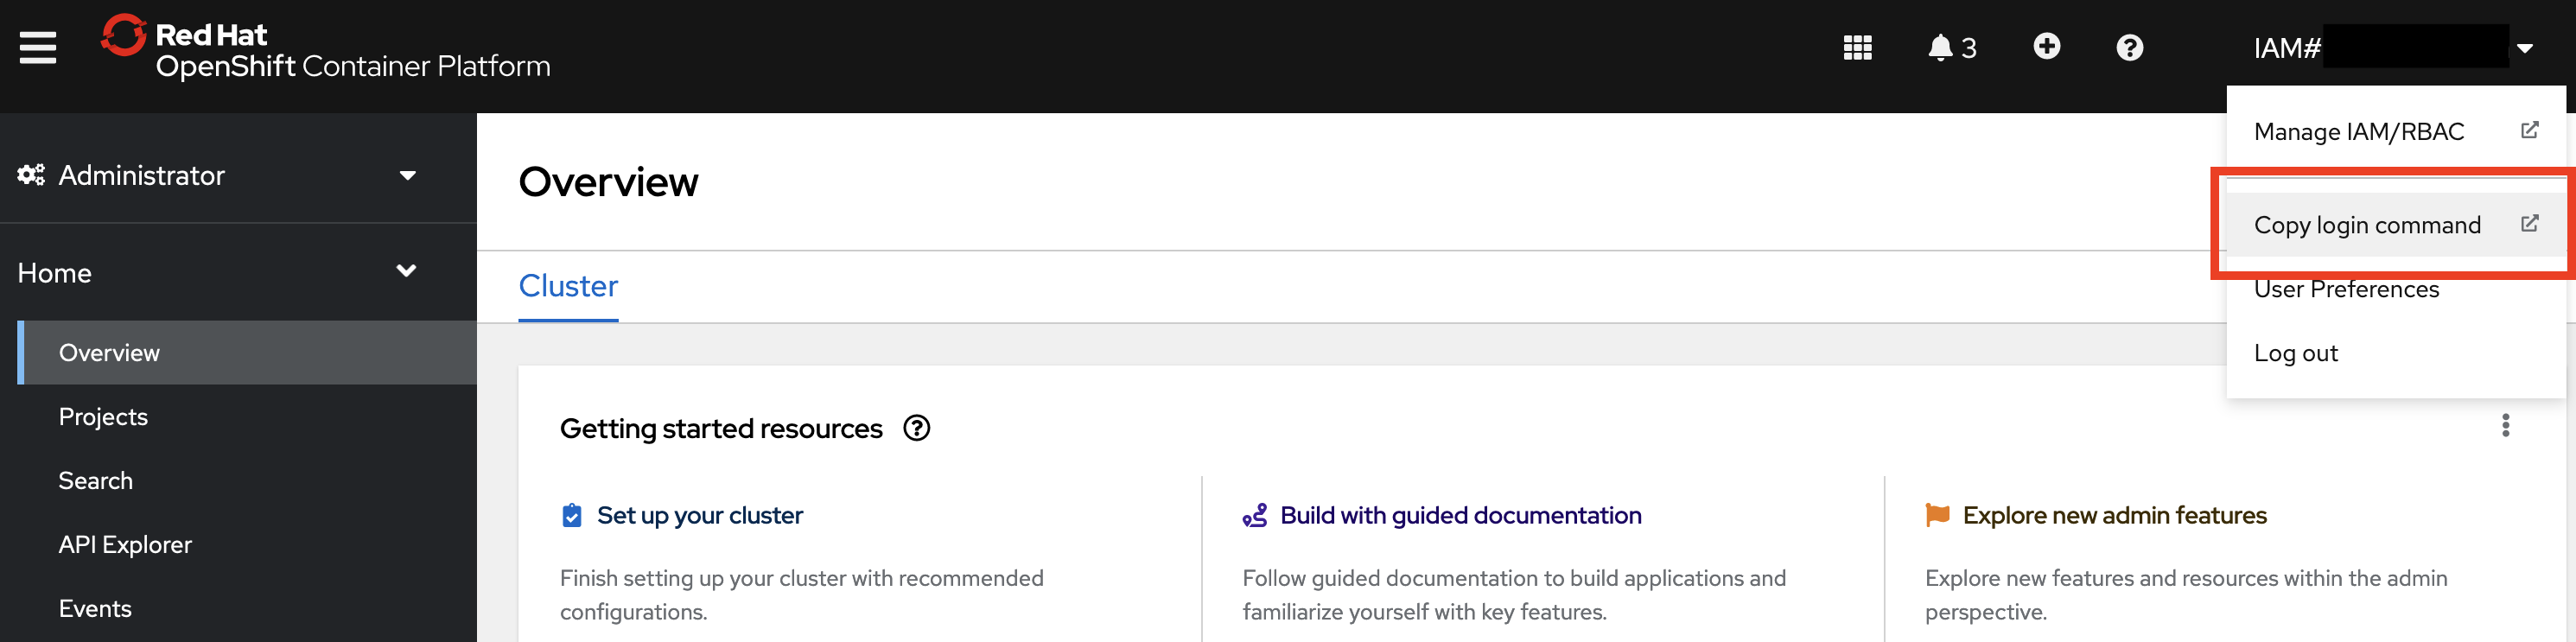 Red Hat
OpenShift Container Platform
3
IAM#
Manage IAM/RBAC
Copy login command
User Preferences
Log out
Administrator
Home
Overview
Projects
Search
API Explorer
Events
Overview
Cluster
Getting started resources
Set up your cluster
Finish setting up your cluster with recommended
configurations.
Build with guided documentation
Follow guided documentation to build applications and
familiarize yourself with key features.
Explore new admin features
Explore new features and resources within the admin
perspective.